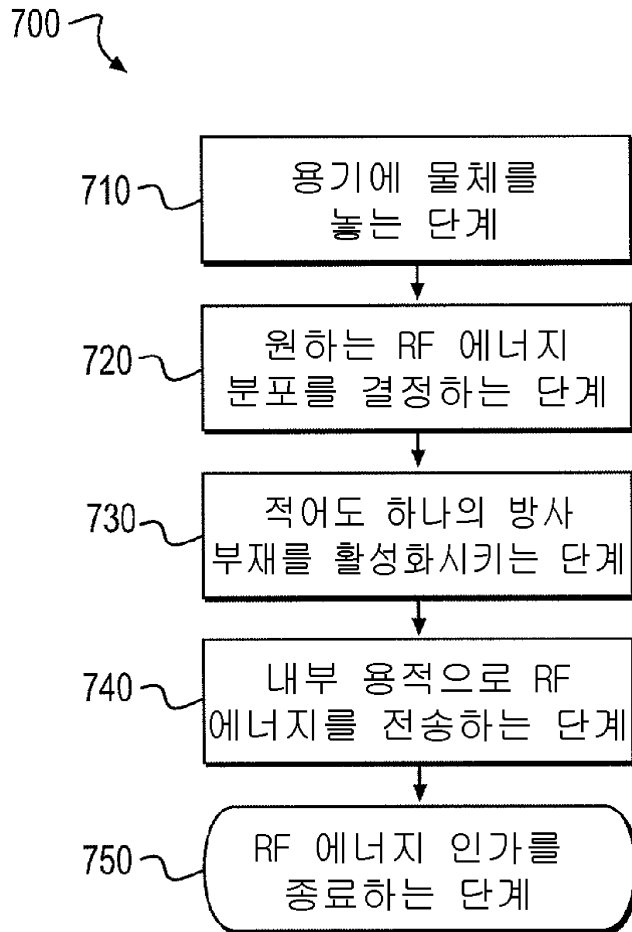 700
710
용기에 물체를
놓는 단계
720
원하는 RF 에너지
분포를 결정하는 단계
730
적어도 하나의 방사
부재를 활성화시키는 단계
740
내부 용적으로 RF
에너지를 전송하는 단계
750
RF 에너지 인가를
종료하는 단계